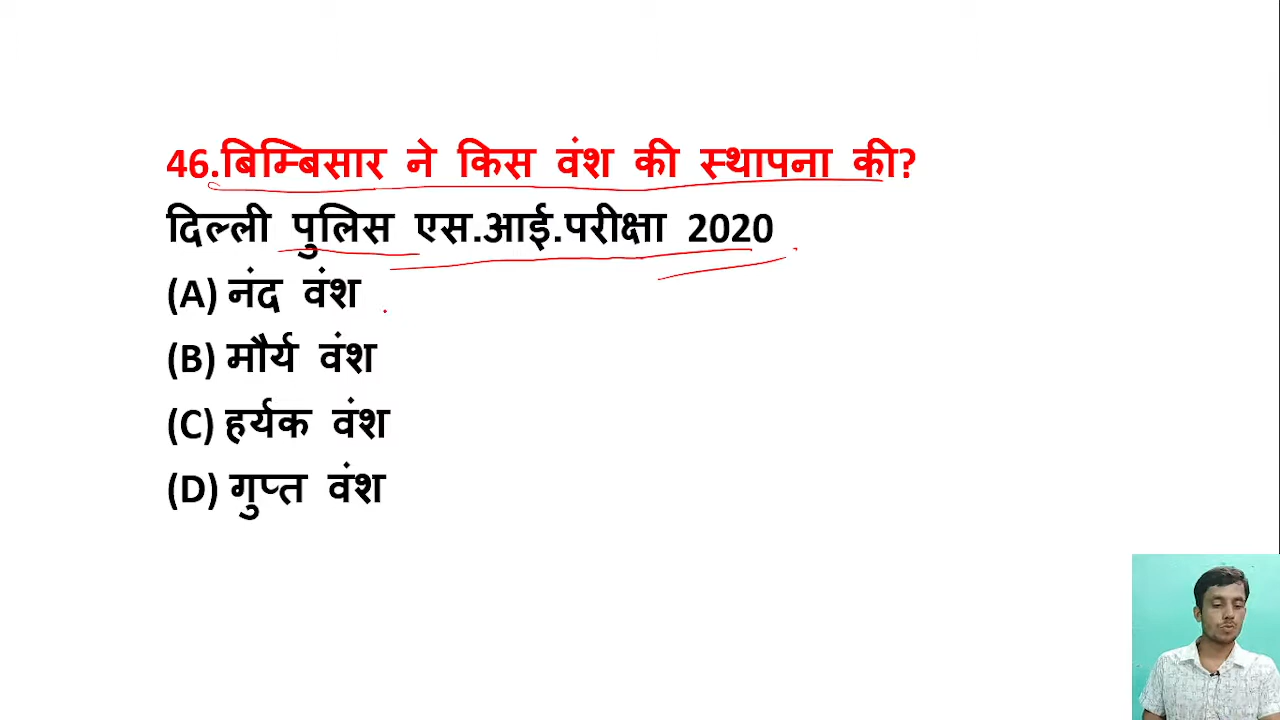 46.बिम्बिसार ने किस वंश की स्थापना की?
दिल्ली पुलिस एस.आई.परीक्षा 2020
(A) नंद वंश
(B) मौर्य वंश
(C) हर्यक वंश
(D) गुप्त वंश